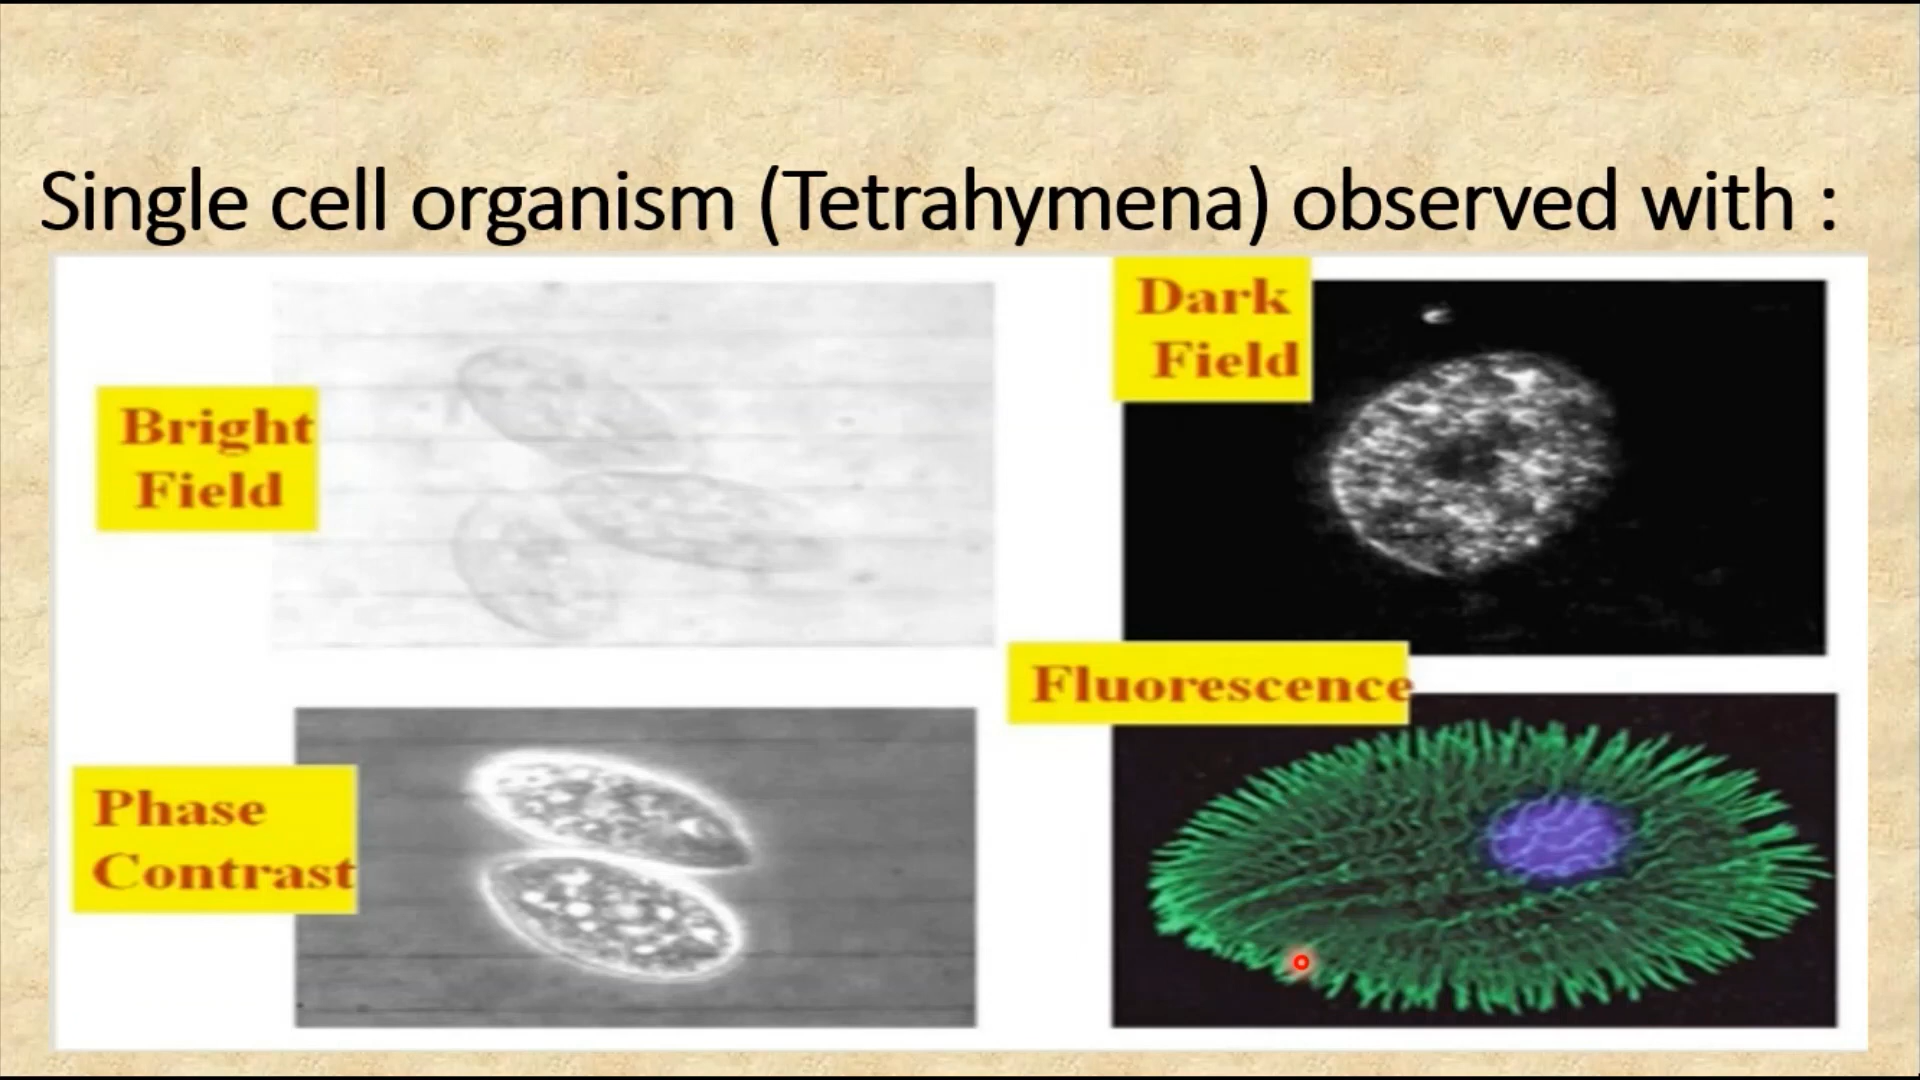 Single cell organism (Tetrahymena) observed with :
Bright
Field
Dark
Field
Phase
Contrast
Fluorescence